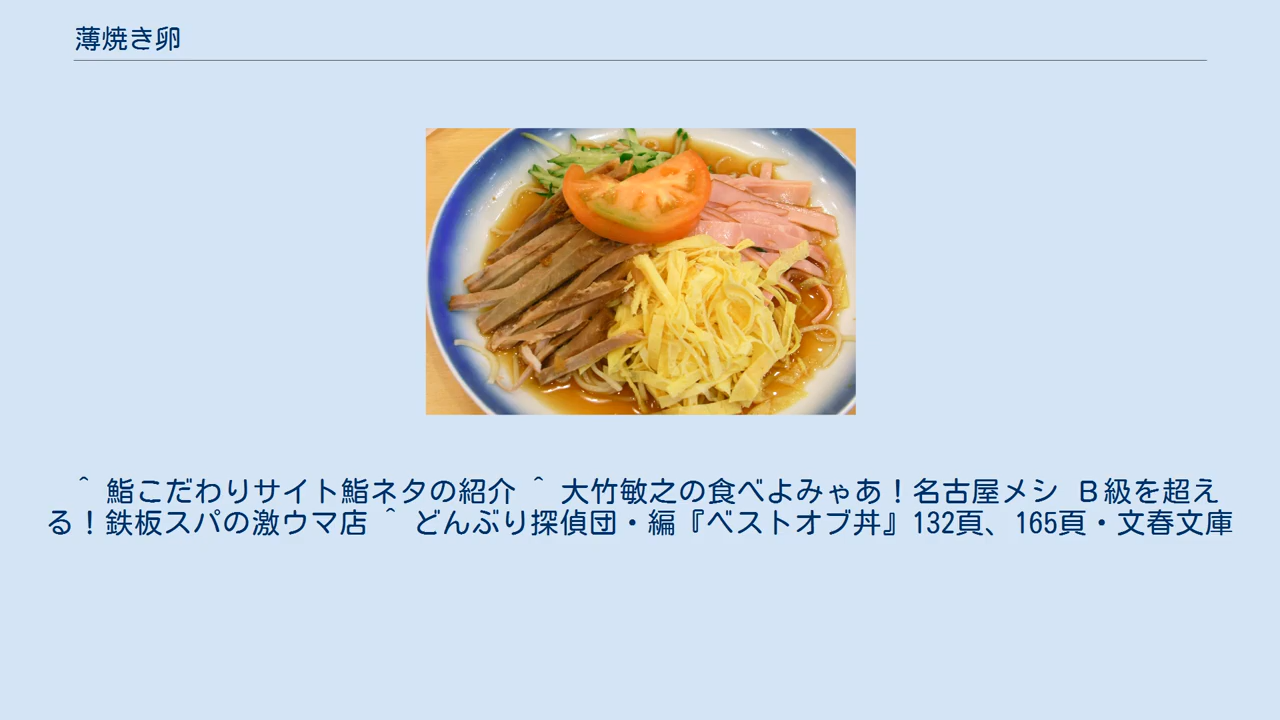 薄焼き卵
＾ 鮨こだわりサイト鮨ネタの紹介 ＾ 大竹敏之の食べよみゃあ！名古屋メシ Ｂ級を超え
る！鉄板スパの激ウマ店 ＾ どんぶり探偵団・編『ベストオブ丼』132頁、165頁・文春文庫